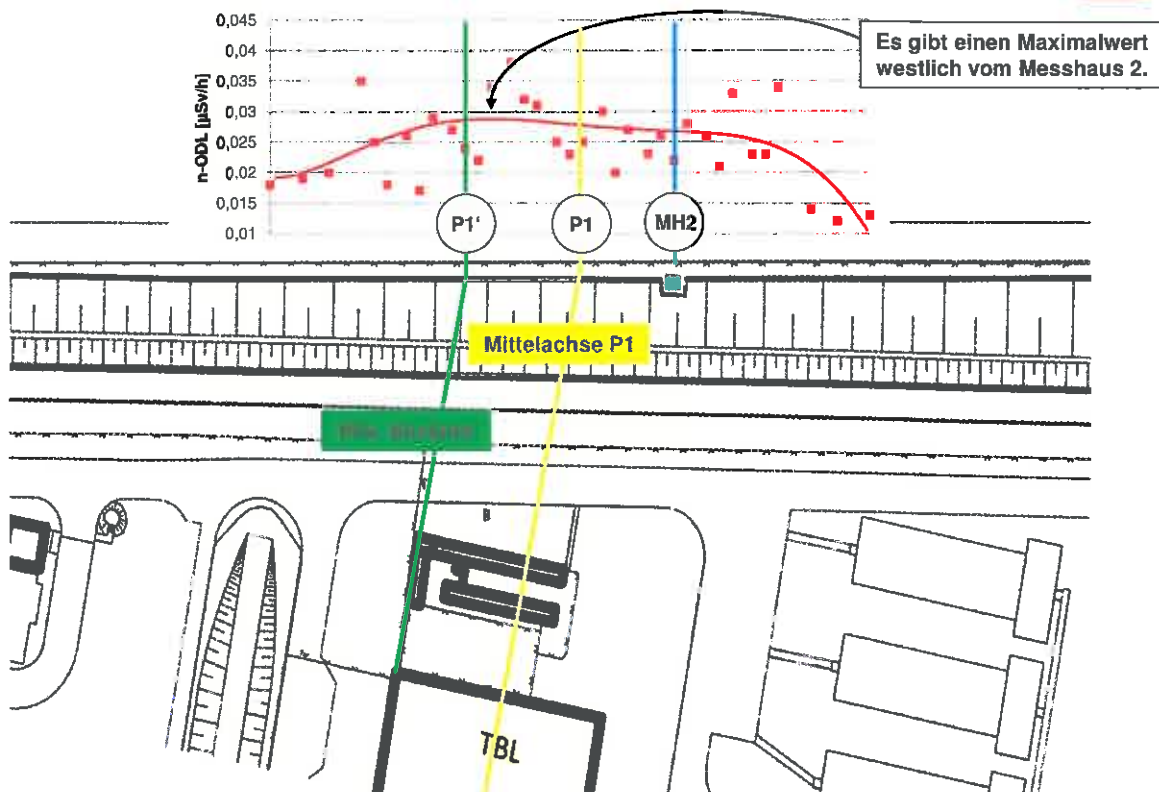 0,045
0,04
0,035
0,03
0,025
0,02
0,015
0,01
n-ODL [µSv/h]
Es gibt einen Maximalwert
westlich vom Messhaus 2.
P1'
P1
MH2
Mittelachse P1
TBL